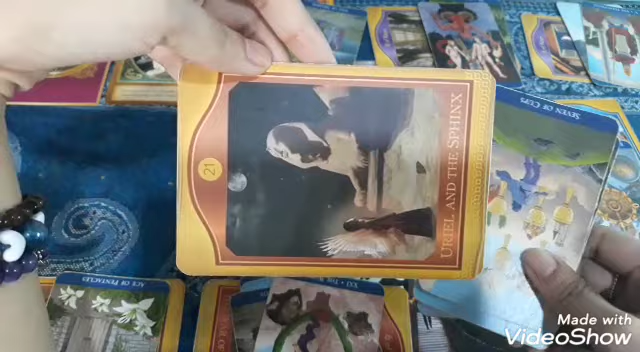 21
URIEL AND THE SPHINX
SEVEN OF CUPS
ACE OF PENTACLES
Made with
VideoShow